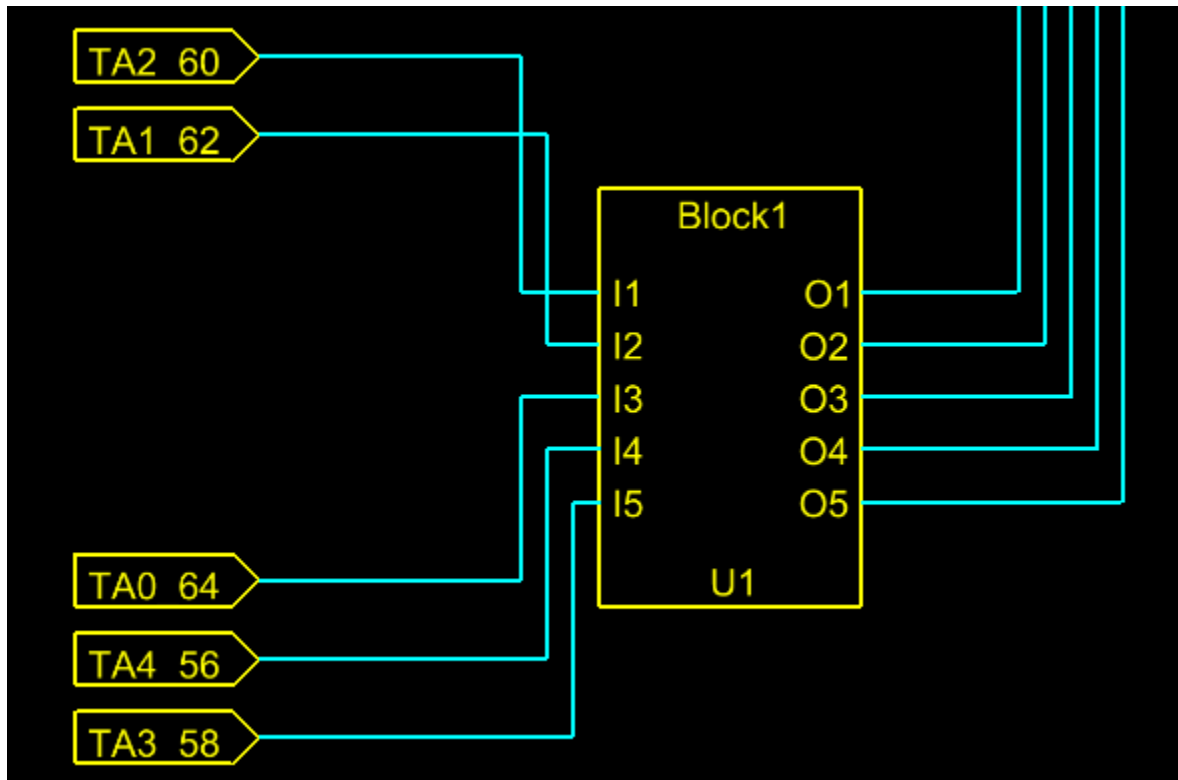 TA2 60
TA1 62
Block1
I1 O1
I2 O2
I3 O3
I4 O4
I5 O5
TA0 64
U1
TA4 56
TA3 58